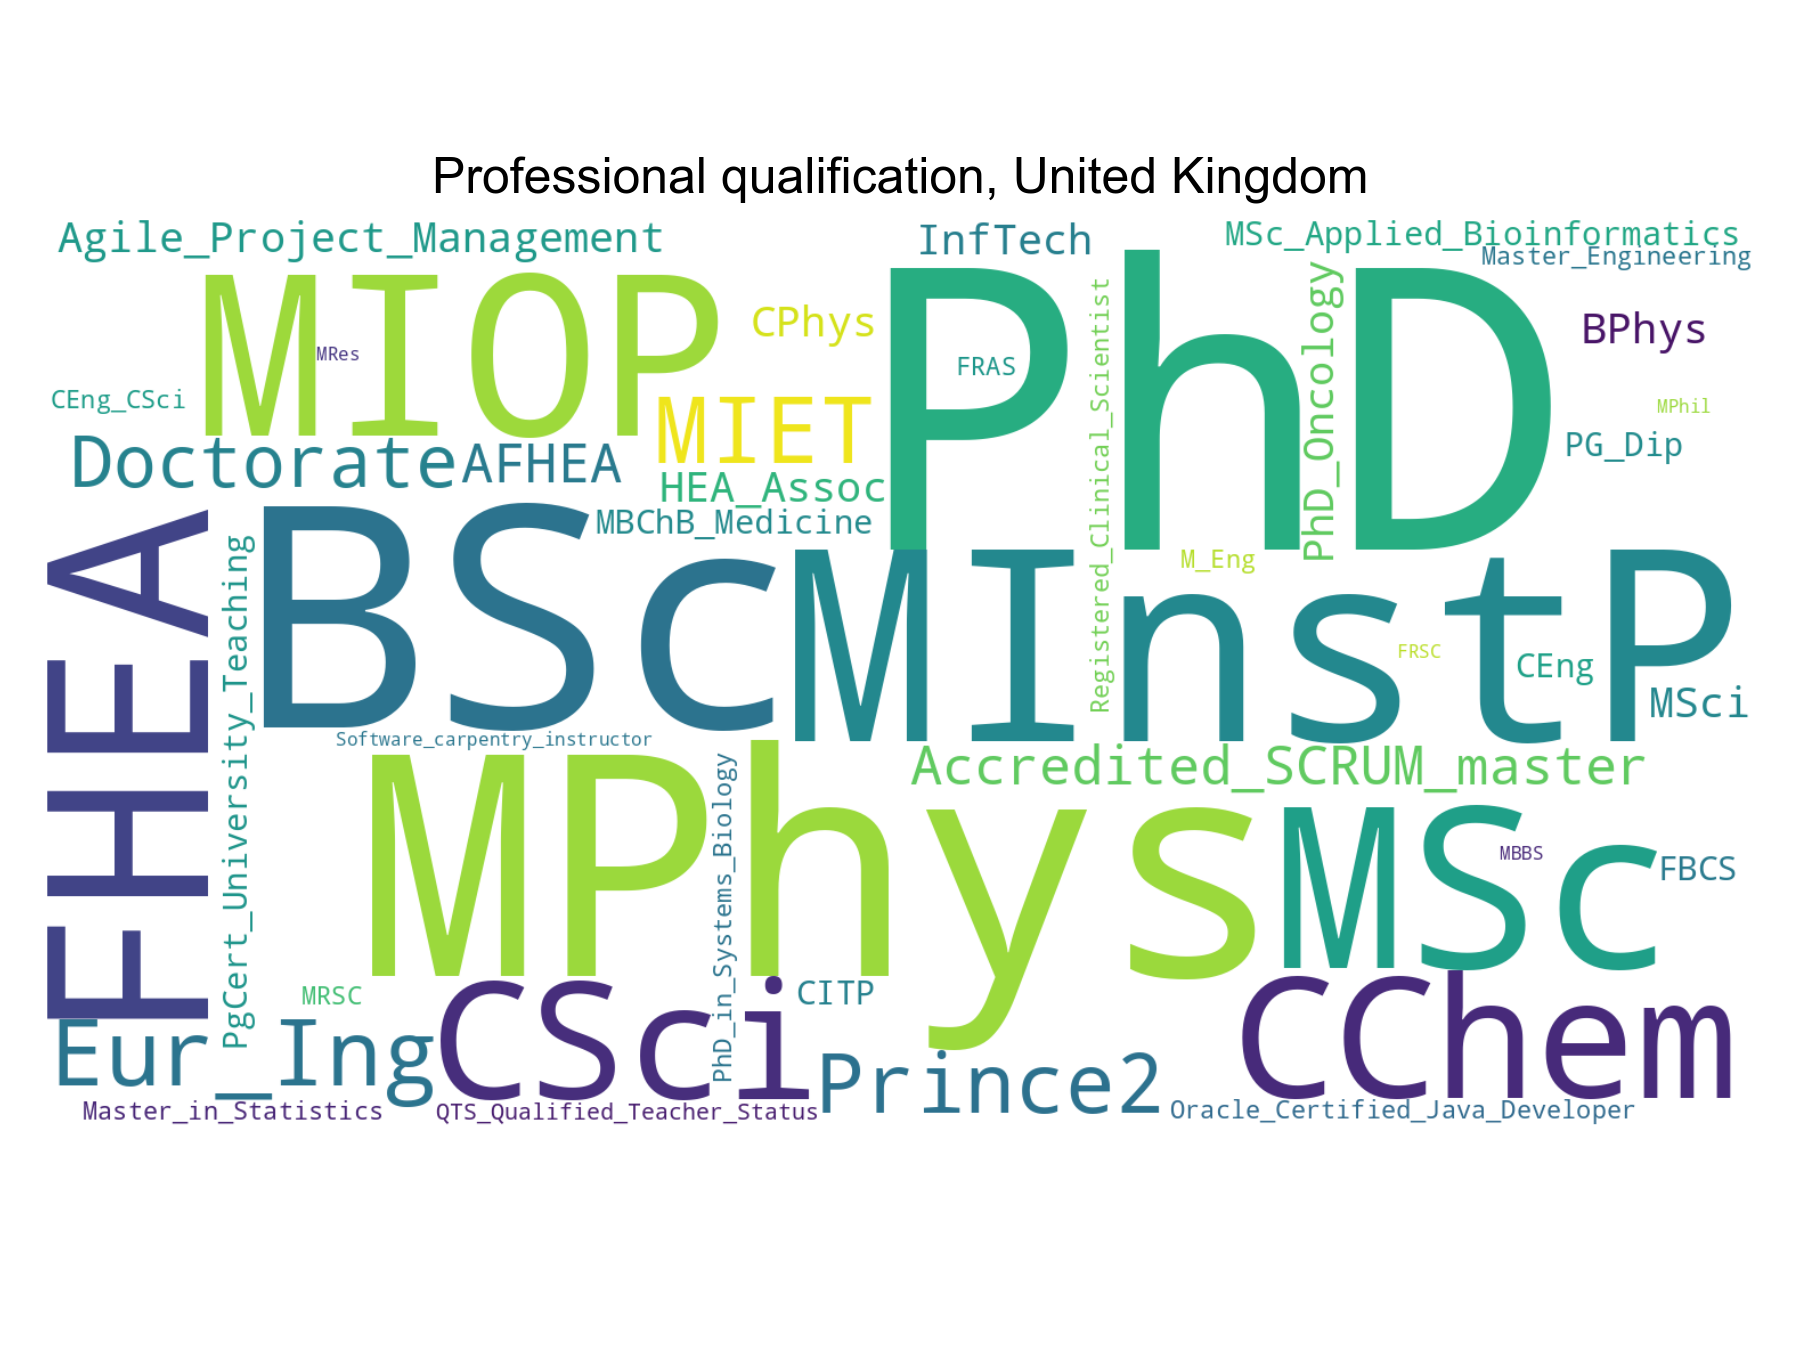 Professional qualification, United Kingdom
Agile_Project_Management
InfTech
MSc_Applied_Bioinformatics
Master_Engineering
MIOP
PhD
CPhys
BPhys
MRes
FRAS
Registered_Clinical_Scientist
PhD_Oncology
CEng_CSci
MIET
MPhil
Doctorate
AFHEA
PG_Dip
HEA_Assoc
MBChB_Medicine
FHEA
PgCert_University_Teaching
BSc
MInstP
M_Eng
FRSC
CEng
MSci
Software_carpentry_instructor
Accredited_SCRUM_master
MPhys
PhD_in_Systems_Biology
MSc
MBBS
FBCS
MRSC
CSci
CITP
CChem
Eur_Ing
Prince2
Master_in_Statistics
QTS_Qualified_Teacher_Status
Oracle_Certified_Java_Developer